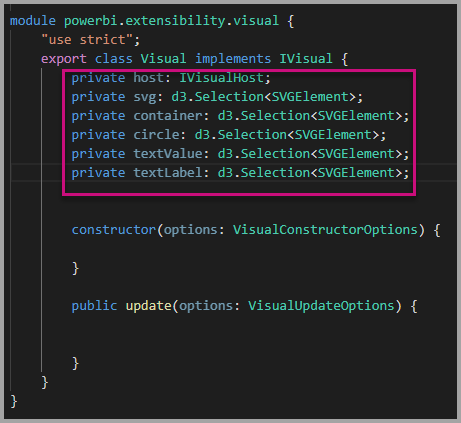 module powerbi.extensibility.visual {
"use strict";
export class Visual implements IVisual {
private host: IVisualHost;
private svg: d3.Selection<SVGElement>;
private container: d3.Selection<SVGElement>;
private circle: d3.Selection<SVGElement>;
private textValue: d3.Selection<SVGElement>;
private textLabel: d3.Selection<SVGElement>;
constructor(options: VisualConstructorOptions) {
}
public update(options: VisualUpdateOptions) {
}
}
}